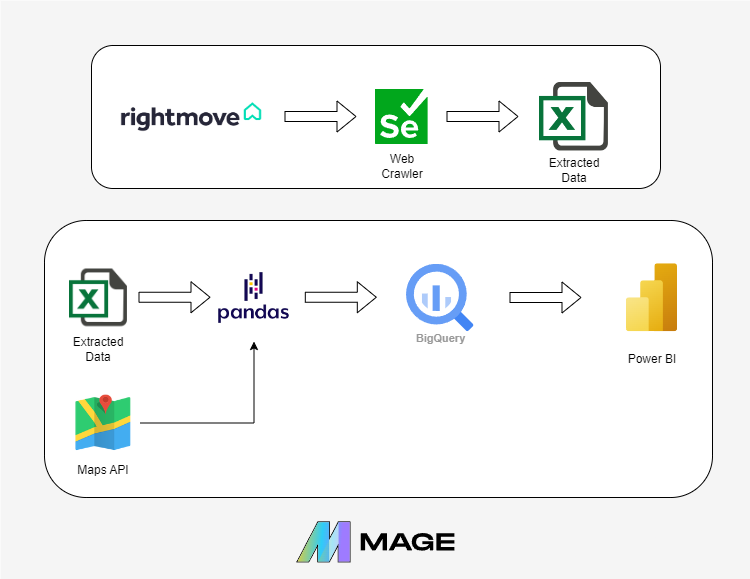 rightmove
Se
Web
Crawler
X
Extracted
Data
X
Extracted
Data
pandas
BigQuery
Power BI
Maps API
MAGE